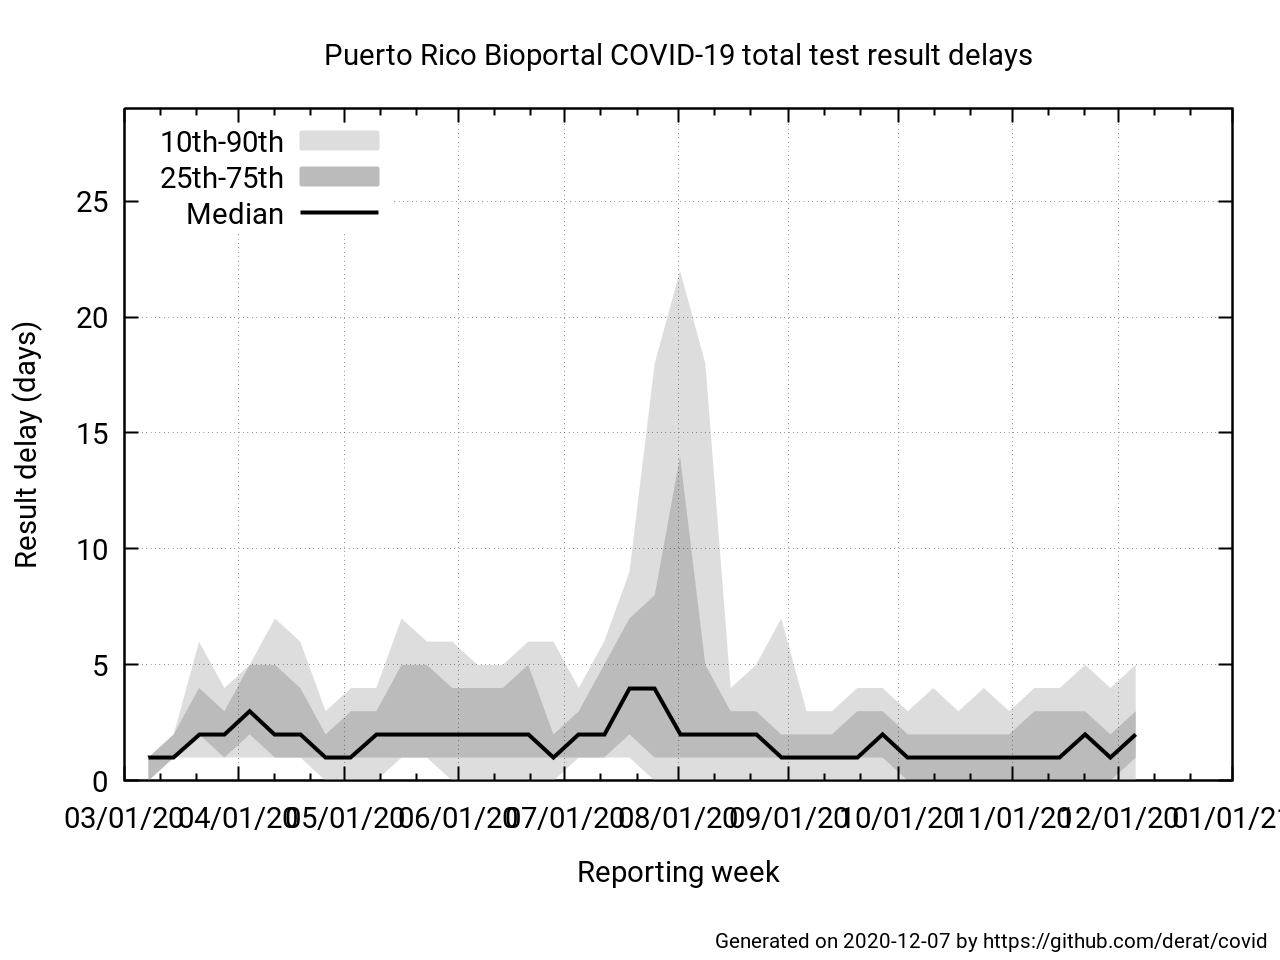 Puerto Rico Bioportal COVID-19 total test result delays
10th-90th
25th-75th
Median
25
20
15
10
5
0
Result delay (days)
03/01/20 04/01/20 05/01/20 06/01/20 07/01/20 08/01/20 09/01/20 10/01/20 11/01/20 12/01/20 01/01/21
Reporting week
Generated on 2020-12-07 by https://github.com/derat/covid